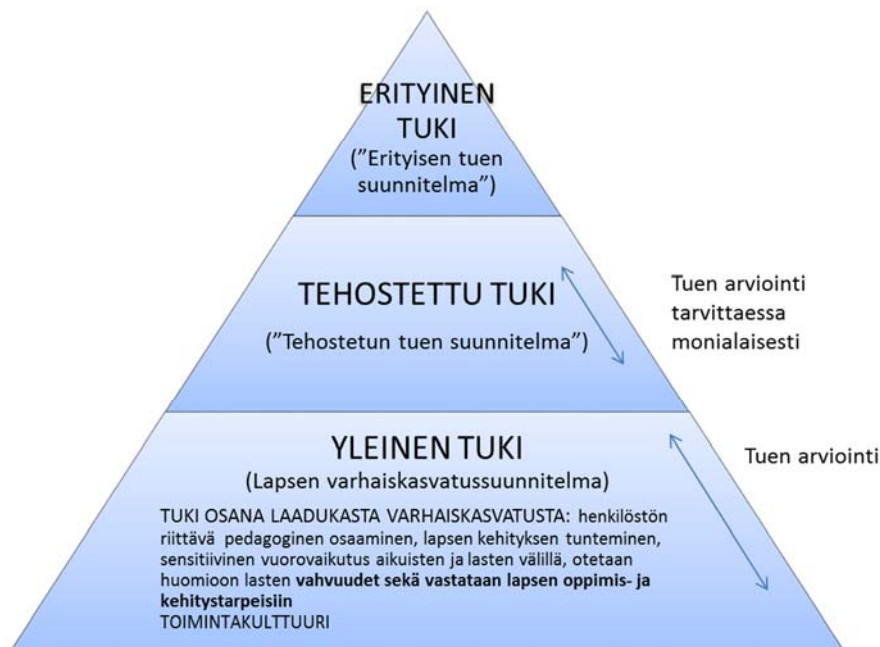 ERITYINEN
TUKI
("Erityisen tuen
suunnitelma")
TEHOSTETTU TUKI
("Tehostetun tuen suunnitelma")
Tuen arviointi
tarvittaessa
monialaisesti
YLEINEN TUKI
(Lapsen varhaiskasvatussuunnitelma)
Tuen arviointi
TUKI OSANA LAADUKASTA VARHAISKASVATUSTA: henkilöstön
riittävä pedagoginen osaaminen, lapsen kehityksen tunteminen,
sensitiivinen vuorovaikutus aikuisten ja lasten välillä, otetaan
huomioon lasten vahvuudet sekä vastataan lapsen oppimis- ja
kehitystarpeisiin
TOIMINTAKULTTUURI